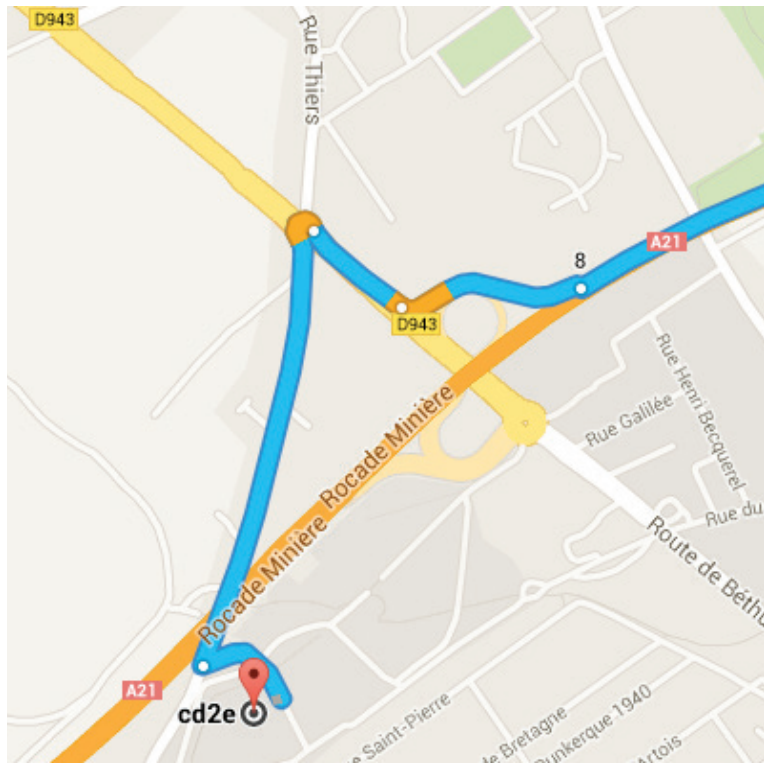 D943
Rue Thiers
A21
8
D943
Rue Henri Becquerel
Rocade Minière
Rue Galilée
Rue du
Rocade Minière
Route de Béthu
A21
cd2e
Saint-Pierre
de Bretagne
Dunkerque 1940
Artois